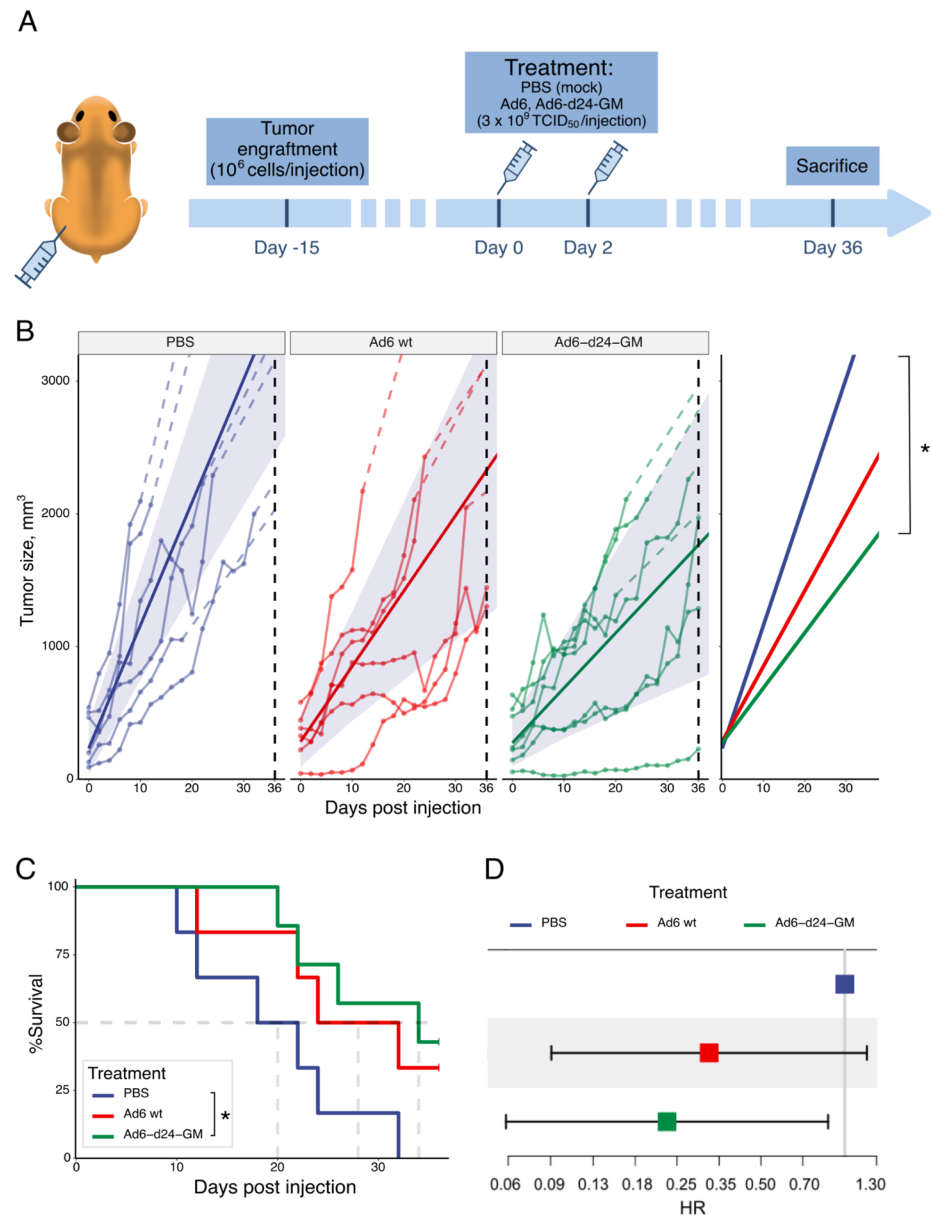 A
Treatment:
PBS (mock)
Ad6, Ad6-d24-GM
(3 x 10⁹ TCID₅₀/injection)
Tumor
engraftment
(10⁶ cells/injection)
Sacrifice
Day -15
Day 0
Day 2
Day 36
B
PBS
Ad6 wt
Ad6–d24–GM
Tumor size, mm³
3000
2000
1000
0
0 10 20 30 36
0 10 20 30 36
0 10 20 30 36
0 10 20 30
*
Days post injection
C
%Survival
100
75
50
25
0
Treatment
PBS
Ad6 wt
Ad6–d24–GM
*
0 10 20 30
Days post injection
D
Treatment
PBS
Ad6 wt
Ad6–d24–GM
0.06 0.09 0.13 0.18 0.25 0.35 0.50 0.70 1.30
HR